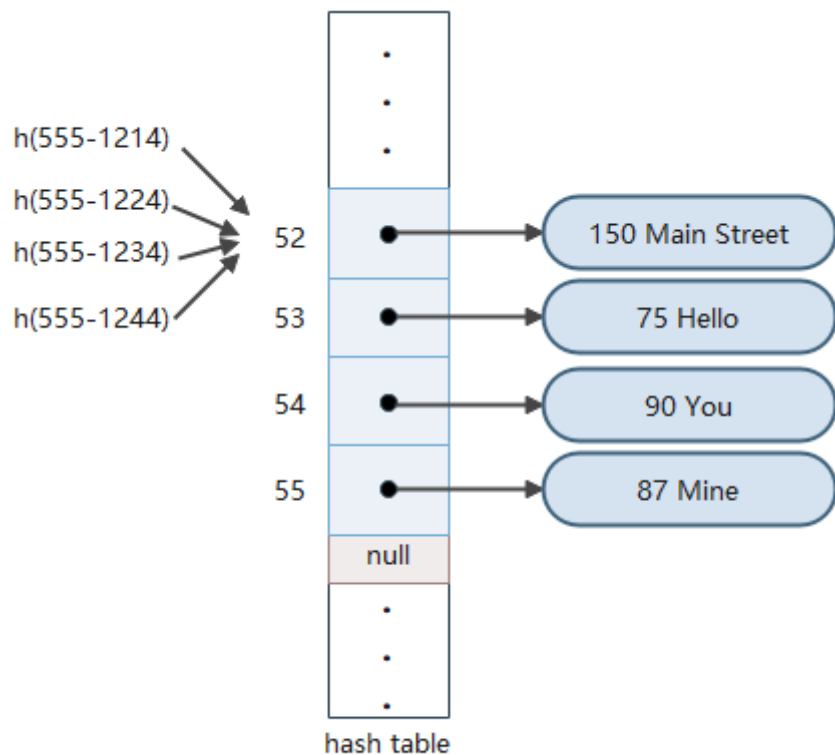 h(555-1214)
h(555-1224)
h(555-1234)
h(555-1244)
52
150 Main Street
53
75 Hello
54
90 You
55
87 Mine
null
hash table